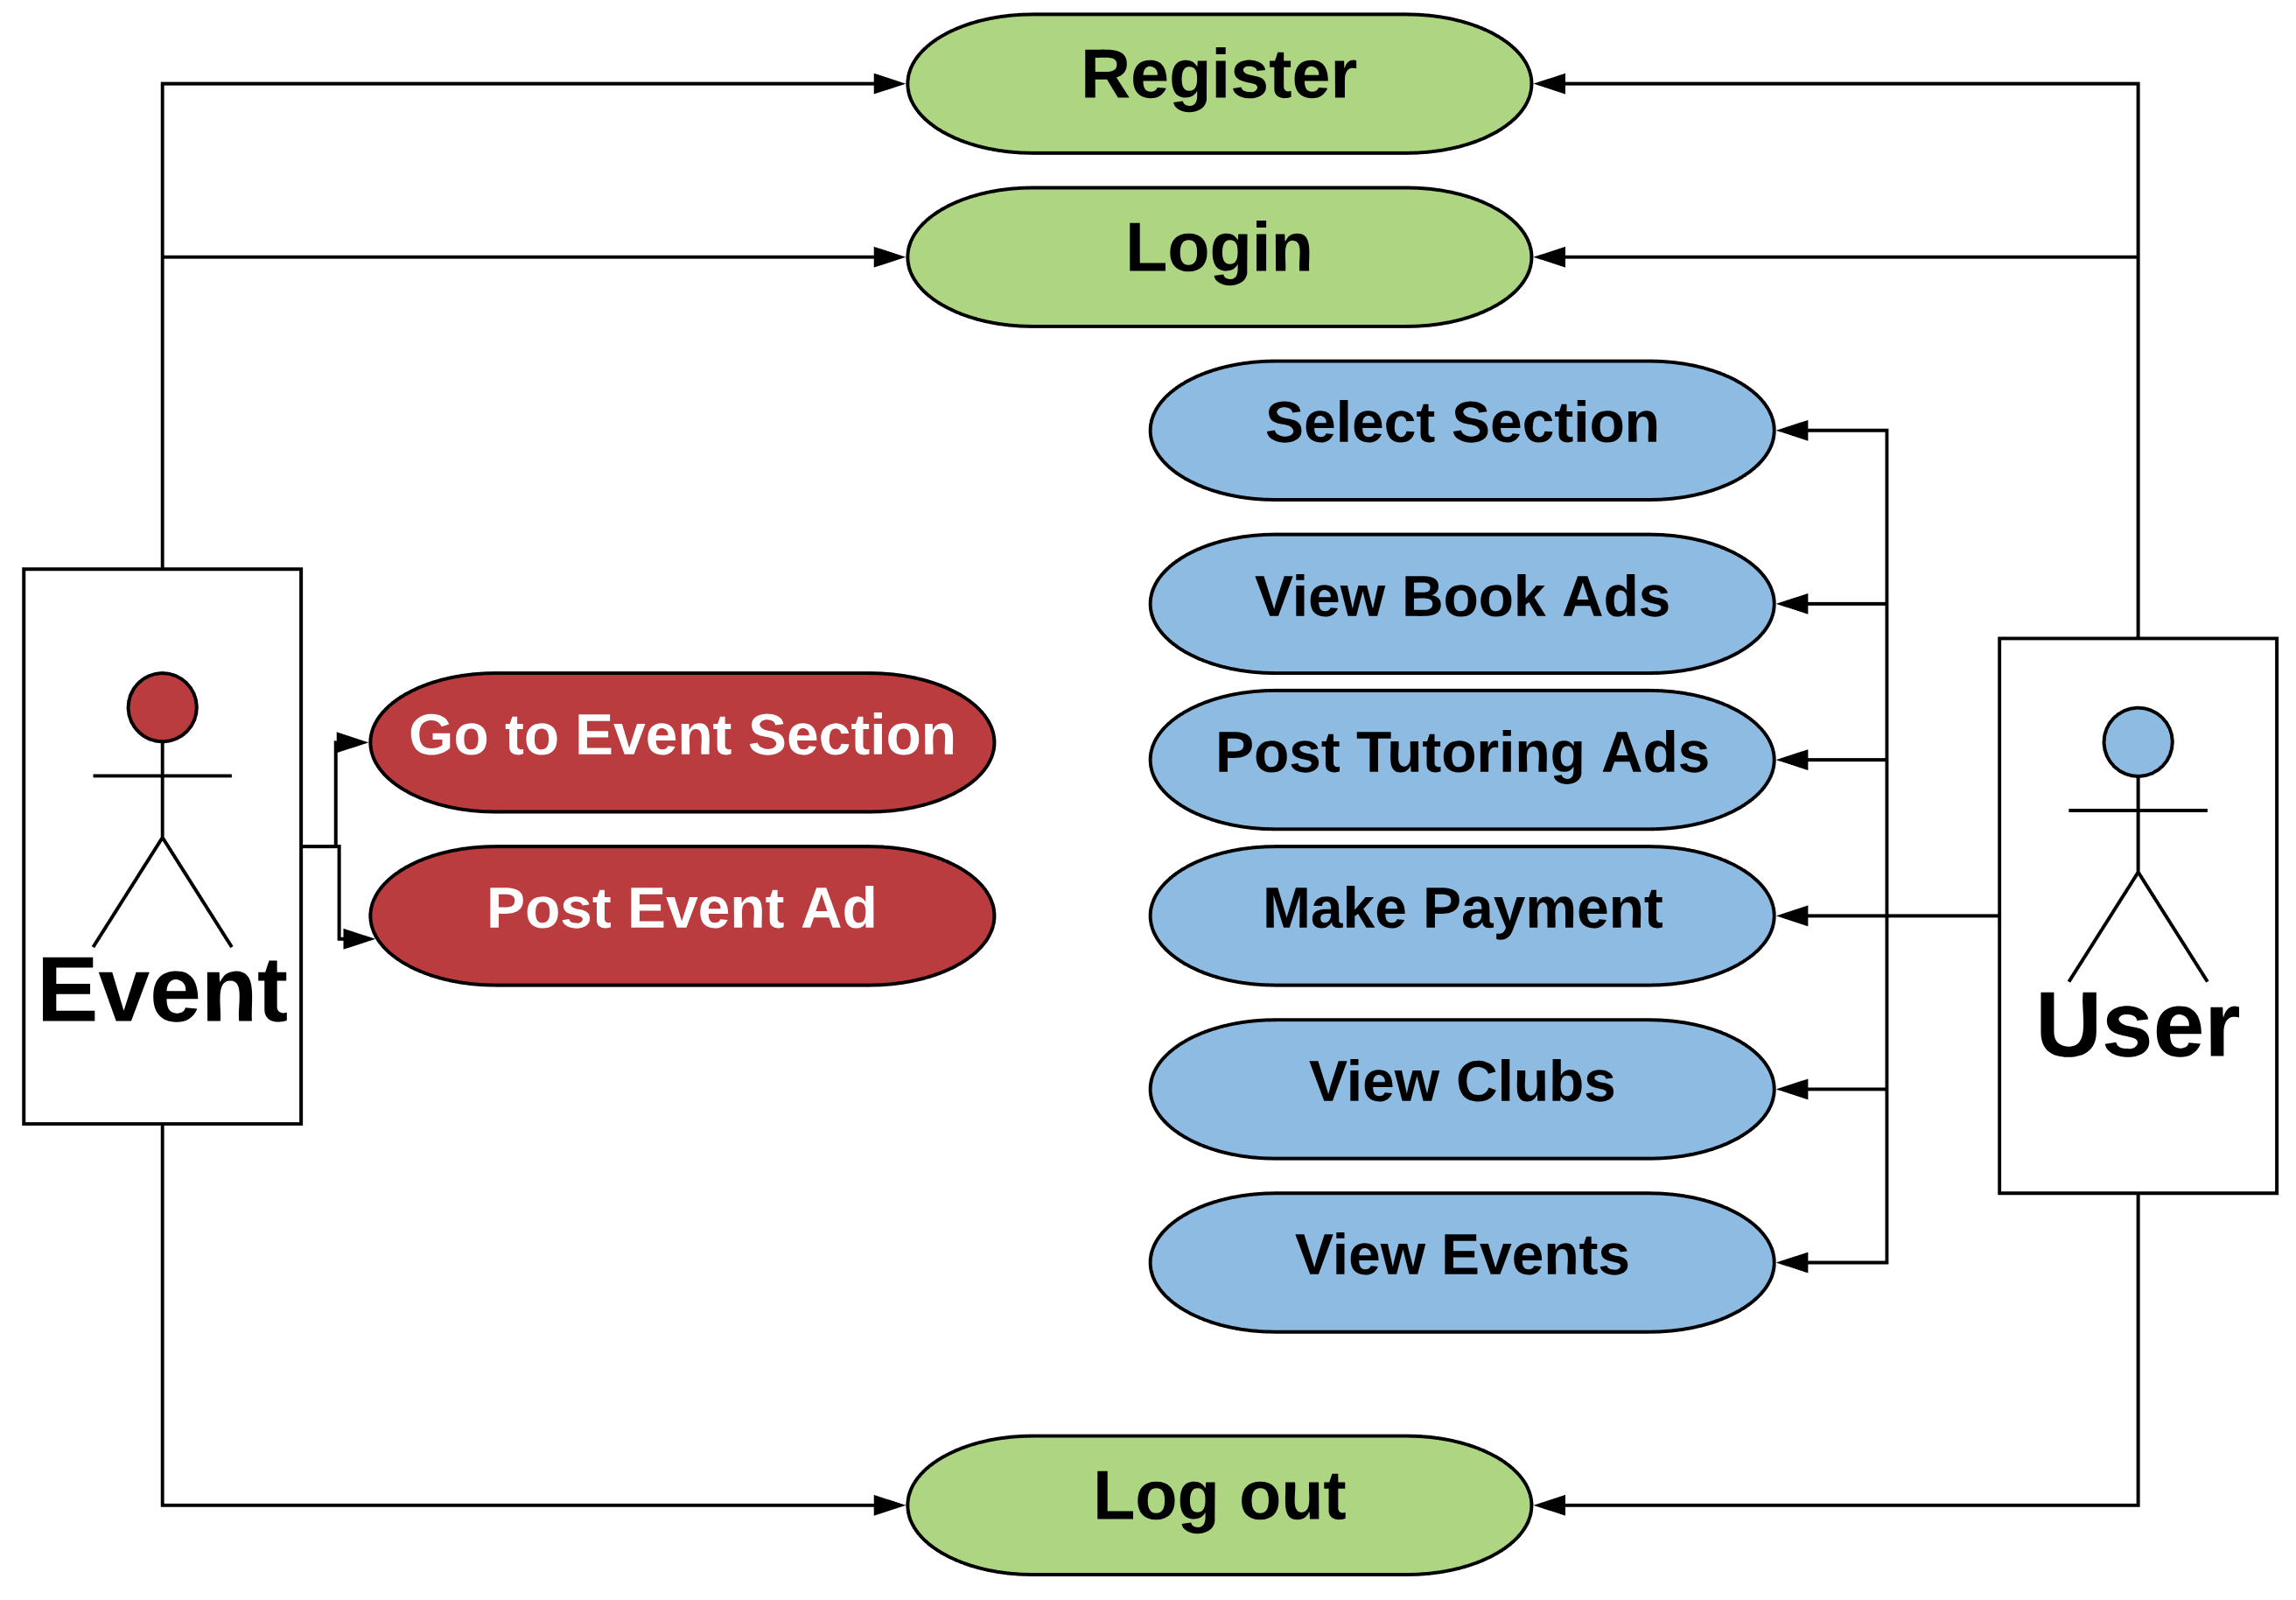 Register
Login
Select Section
View Book Ads
Go to Event Section
Post Tutoring Ads
Post Event Ad
Make Payment
Event
User
View Clubs
View Events
Log out